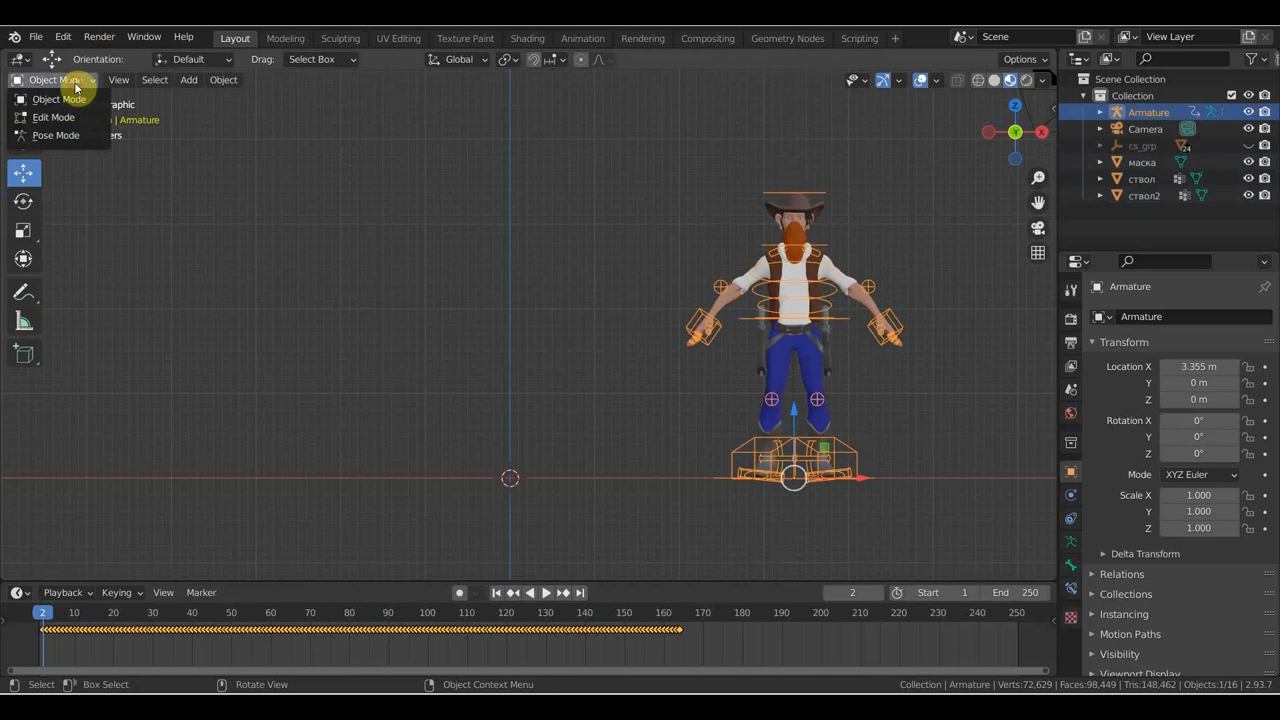 File Edit Render Window Help Layout Modeling Sculpting UV Editing Texture Paint Shading Animation Rendering Compositing Geometry Nodes Scripting + Scene View Layer
Orientation: Default Drag: Select Box Global Options
Object Mode View Select Add Object
Object Mode
Edit Mode
Pose Mode
graphic
| Armature
ers
X
Y
Z
Scene Collection
Collection
Armature
Camera
cs_grp 24
маска
ствол
ствол2
Armature
Armature
Transform
Location X 3.355 m
Y 0 m
Z 0 m
Rotation X 0°
Y 0°
Z 0°
Mode XYZ Euler
Scale X 1.000
Y 1.000
Z 1.000
Delta Transform
Relations
Collections
Instancing
Motion Paths
Visibility
Viewport Display
Playback Keying View Marker 2 Start 1 End 250
2 10 20 30 40 50 60 70 80 90 100 110 120 130 140 150 160 170 180 190 200 210 220 230 240 250
Select Box Select Rotate View Object Context Menu Collection | Armature | Verts:72,629 | Faces:98,449 | Tris:148,462 | Objects:1/16 | 2.93.7